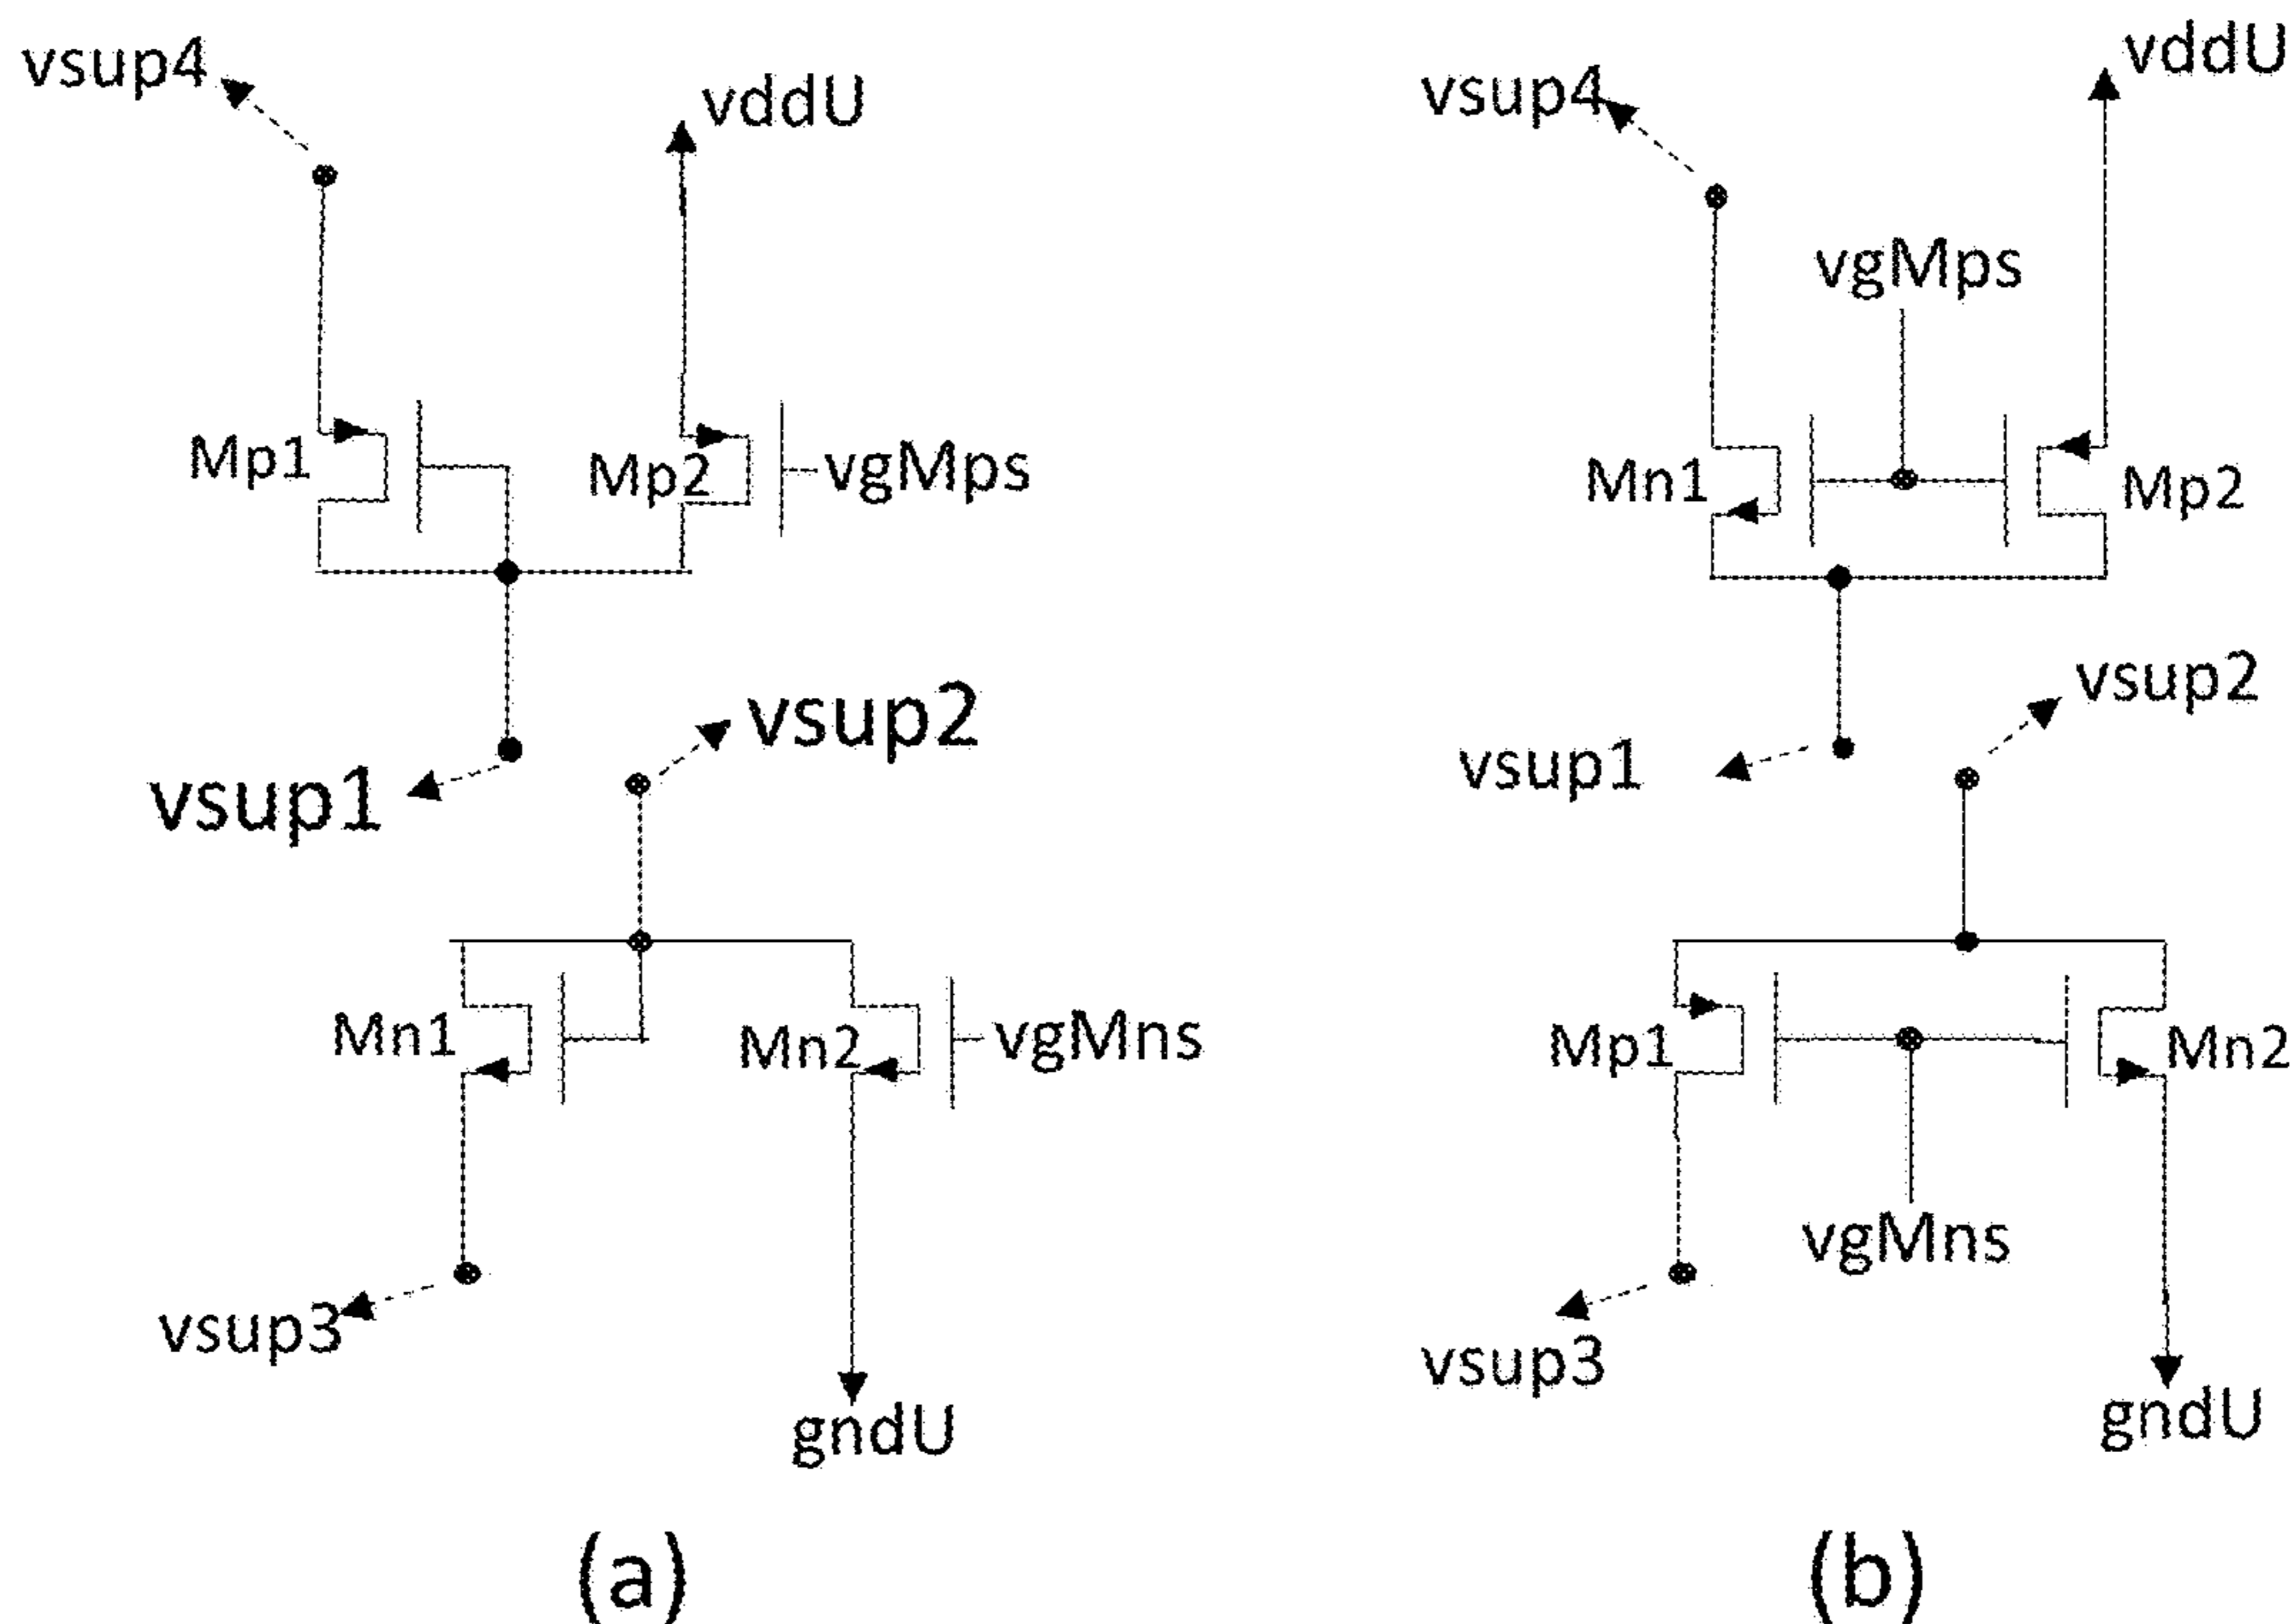 vsup4
vddU
Mp1
Mp2
vgMps
vsup1
vsup2
Mn1
Mn2
vgMns
vsup3
gndU
(a)
vsup4
vddU
vgMps
Mn1
Mp2
vsup2
vsup1
Mp1
Mn2
vgMns
vsup3
gndU
(b)